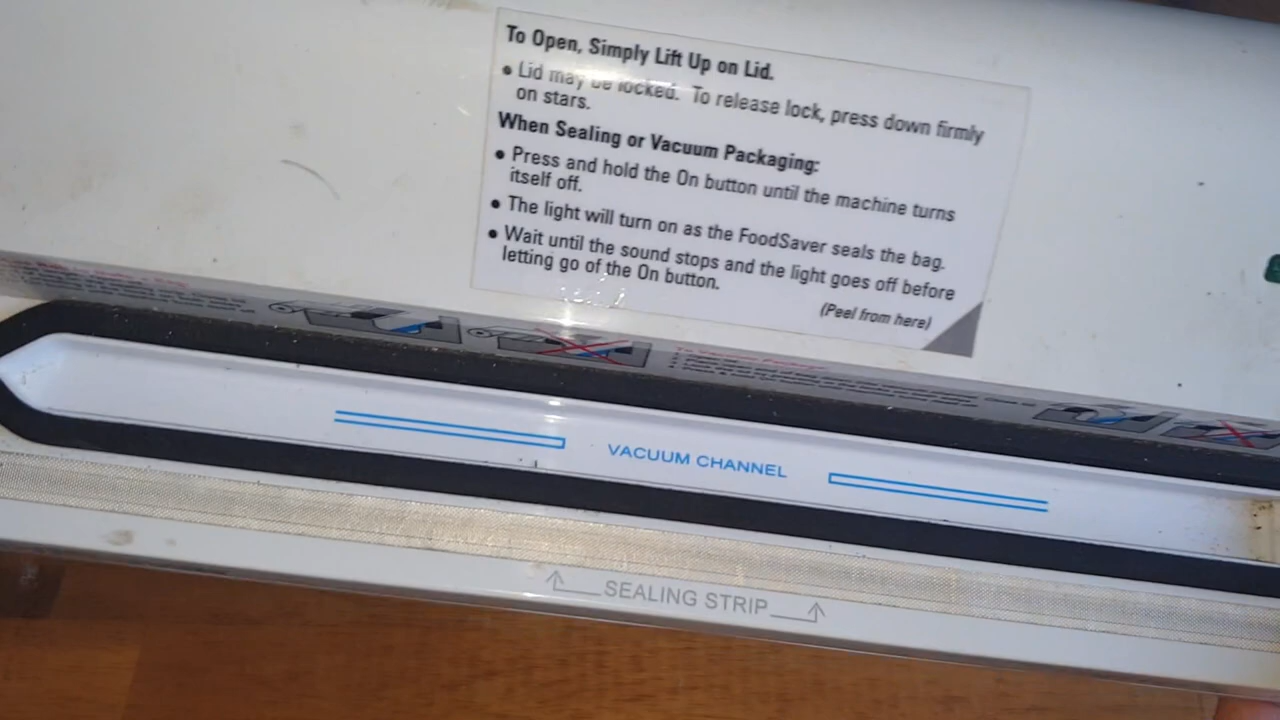 To Open, Simply Lift Up on Lid.
• Lid may be locked. To release lock, press down firmly
on stars.
When Sealing or Vacuum Packaging:
• Press and hold the On button until the machine turns
itself off.
• The light will turn on as the FoodSaver seals the bag.
• Wait until the sound stops and the light goes off before
letting go of the On button.
(Peel from here)
VACUUM CHANNEL
SEALING STRIP